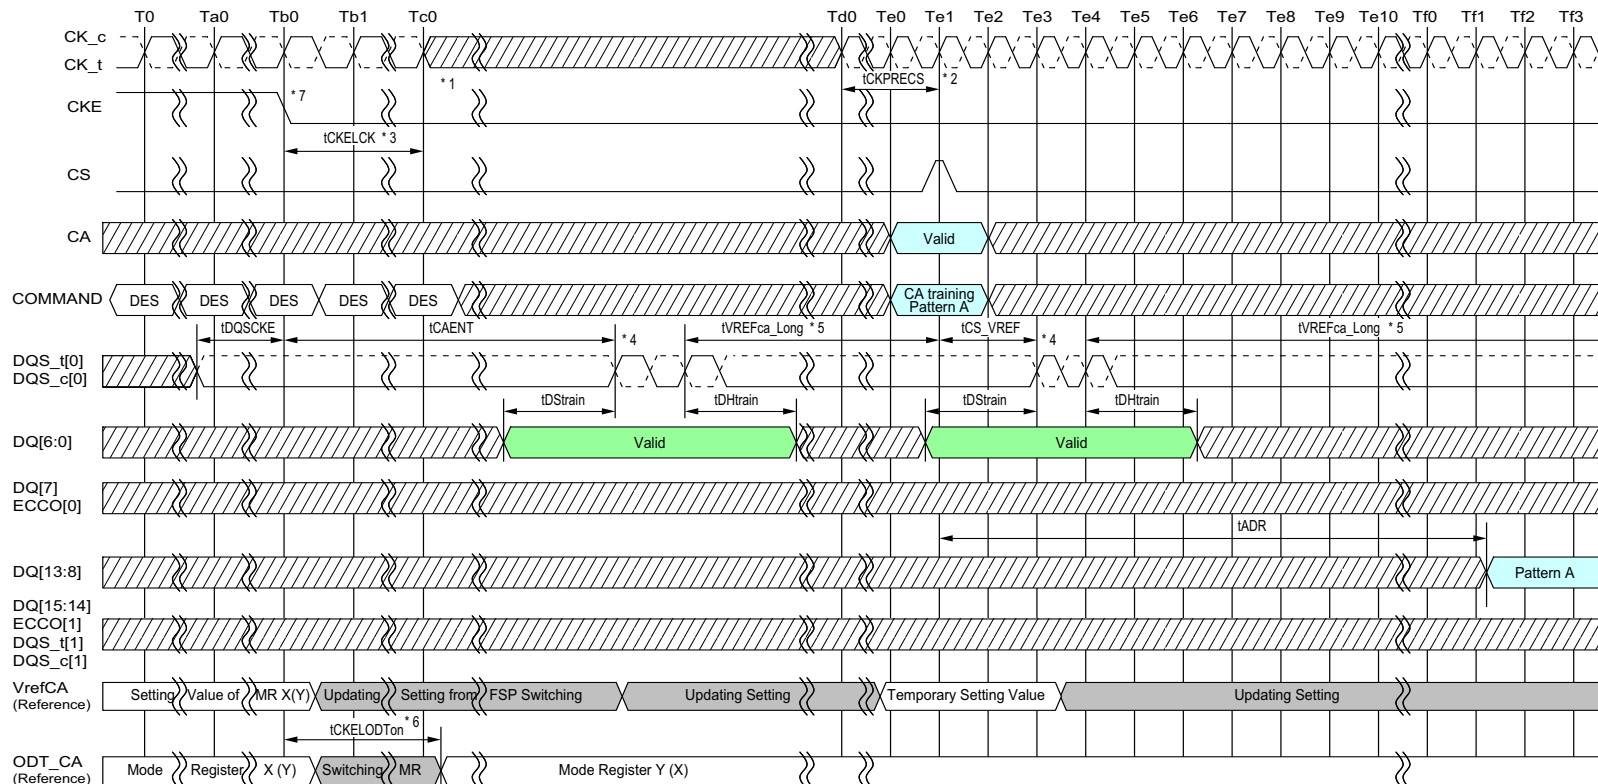 T0 Ta0 Tb0 Tb1 Tc0 Td0 Te0 Te1 Te2 Te3 Te4 Te5 Te6 Te7 Te8 Te9 Te10 Tf0 Tf1 Tf2 Tf3
CK_c
CK_t
* 1
tCKPRECS * 2
CKE
* 7
tCKELCK * 3
CS
CA
Valid
COMMAND
DES DES DES DES DES
CA training
Pattern A
tDQSCKE tCAENT * 4 tVREFca_Long * 5 tCS_VREF * 4 tVREFca_Long * 5
DQS_t[0]
DQS_c[0]
tDStrain tDHtrain tDStrain tDHtrain
DQ[6:0]
Valid Valid
DQ[7]
ECCO[0]
tADR
DQ[13:8]
Pattern A
DQ[15:14]
ECCO[1]
DQS_t[1]
DQS_c[1]
VrefCA
(Reference)
Setting Value of MR X(Y) Updating Setting from FSP Switching Updating Setting Temporary Setting Value Updating Setting
tCKELODTon * 6
ODT_CA
(Reference)
Mode Register X (Y) Switching MR Mode Register Y (X)